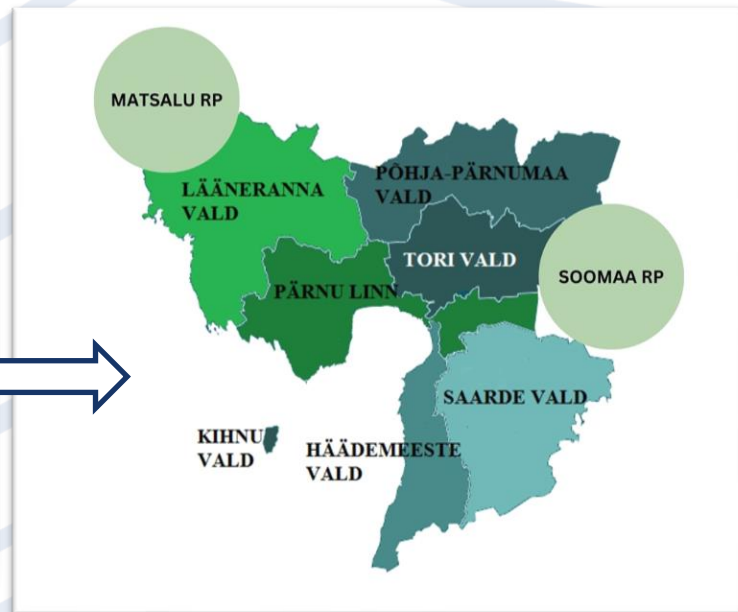 MATSALU RP
LÄÄNERANNA
VALD
PÕHJA-PÄRNUMAA
VALD
TORI VALD
SOOMAA RP
PÄRNU LINN
SAARDE VALD
KIHNU
VALD
HÄÄDEMEESTE
VALD